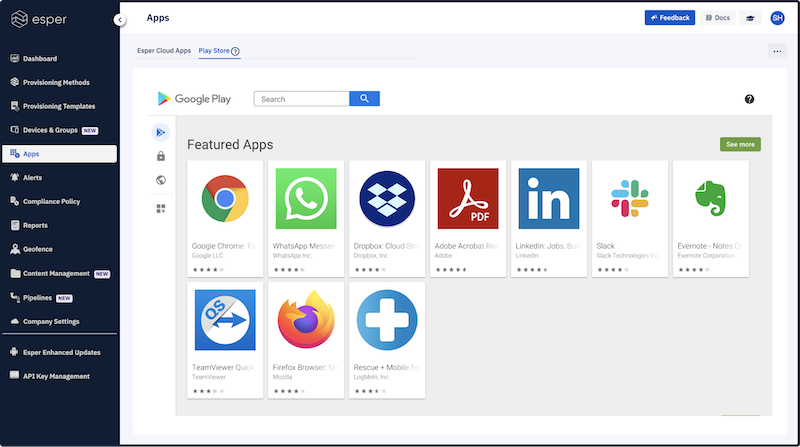 esper
Apps
Feedback
Docs
SH
Esper Cloud Apps
Play Store
Dashboard
Provisioning Methods
Provisioning Templates
Devices & Groups NEW
Apps
Alerts
Compliance Policy
Reports
Geofence
Content Management NEW
Pipelines NEW
Company Settings
Esper Enhanced Updates
API Key Management
Google Play
Search
Featured Apps
See more
PDF
in
Google Chrome: Fa
Google LLC
WhatsApp Messen
WhatsApp Inc.
Dropbox: Cloud Sto
Dropbox, Inc.
Adobe Acrobat Rea
Adobe
LinkedIn: Jobs, Bus
LinkedIn
Slack
Slack Technologies Inc.
Evernote - Notes O
Evernote Corporation
QS
TeamViewer Quick
TeamViewer
Firefox Browser: fa
Mozilla
Rescue + Mobile fo
LogMeIn, Inc.